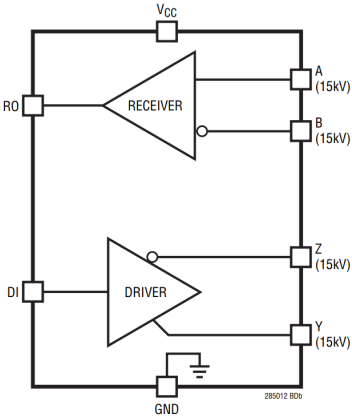 VCC
RO
RECEIVER
A
(15kV)
B
(15kV)
DI
DRIVER
Z
(15kV)
Y
(15kV)
285012 BDb
GND